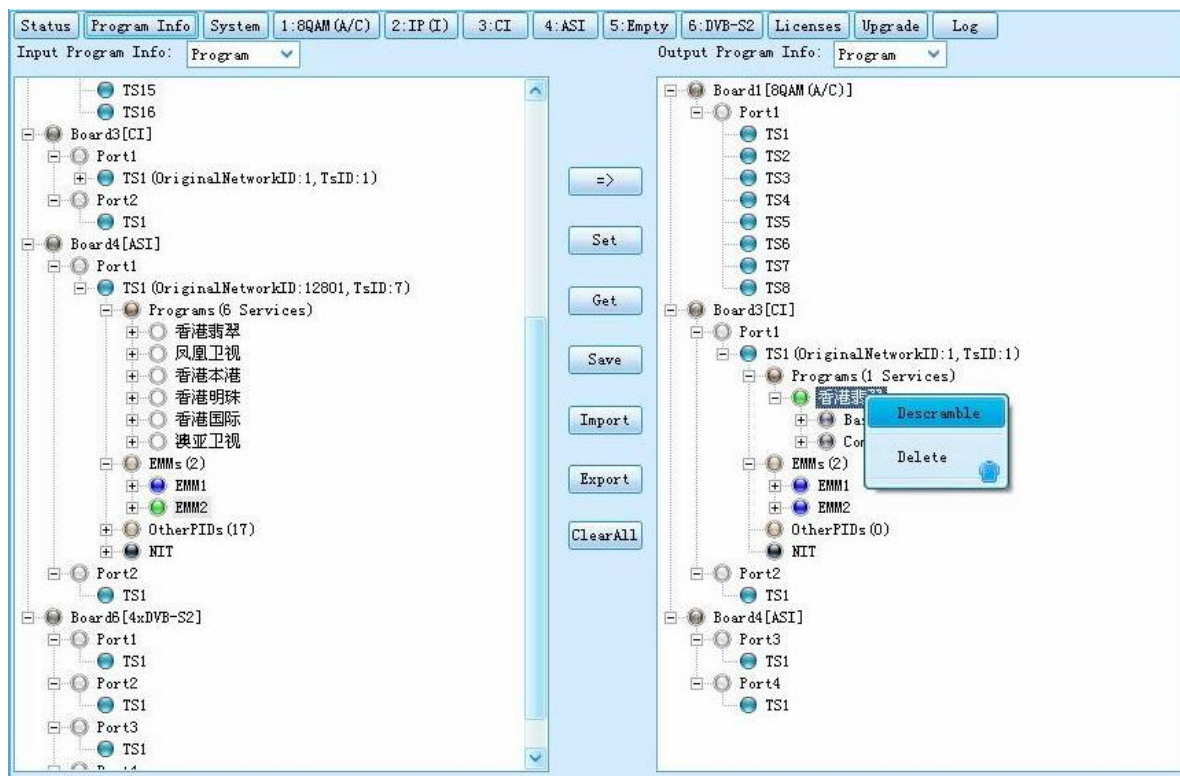 Status Program Info System 1:8QAM(A/C) 2:IP(I) 3:CI 4:ASI 5:Empty 6:DVB-S2 Licenses Upgrade Log
Input Program Info: Program
TS15
TS16
Board3[CI]
Port1
TS1(OriginalNetworkID:1,TsID:1)
Port2
TS1
Board4[ASI]
Port1
TS1(OriginalNetworkID:12801,TsID:7)
Programs( Services)
香港翡翠
凤凰卫视
香港本港
香港明珠
香港国际
澳亚卫视
EMMs(2)
EMM1
EMM2
OtherPIDs(17)
NIT
Port2
TS1
Board6[4xDVB-S2]
Port1
TS1
Port2
TS1
Port3
TS1
=>
Set
Get
Save
Import
Export
ClearAll
Output Program Info: Program
Board1[8QAM(A/C)]
Port1
TS1
TS2
TS3
TS4
TS5
TS6
TS7
TS8
Board3[CI]
Port1
TS1(OriginalNetworkID:1,TsID:1)
Programs(1 Services)
香港
Descramble
Delete
EMMs(2)
EMM1
EMM2
OtherPIDs(0)
NIT
Port2
TS1
Board4[ASI]
Port3
TS1
Port4
TS1